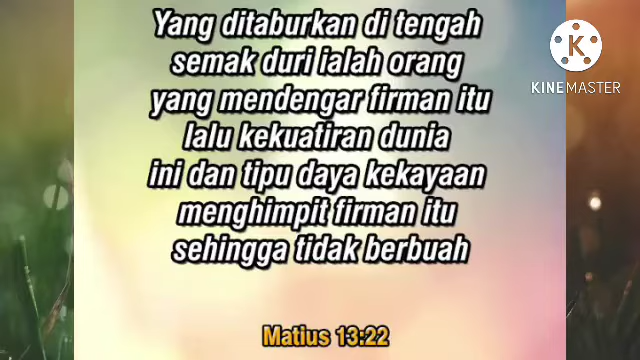 Yang ditaburkan di tengah
semak duri ialah orang
yang mendengar firman itu
lalu kekuatiran dunia
ini dan tipu daya kekayaan
menghimpit firman itu
sehingga tidak berbuah
Matius 13:22
K
KINEMASTER